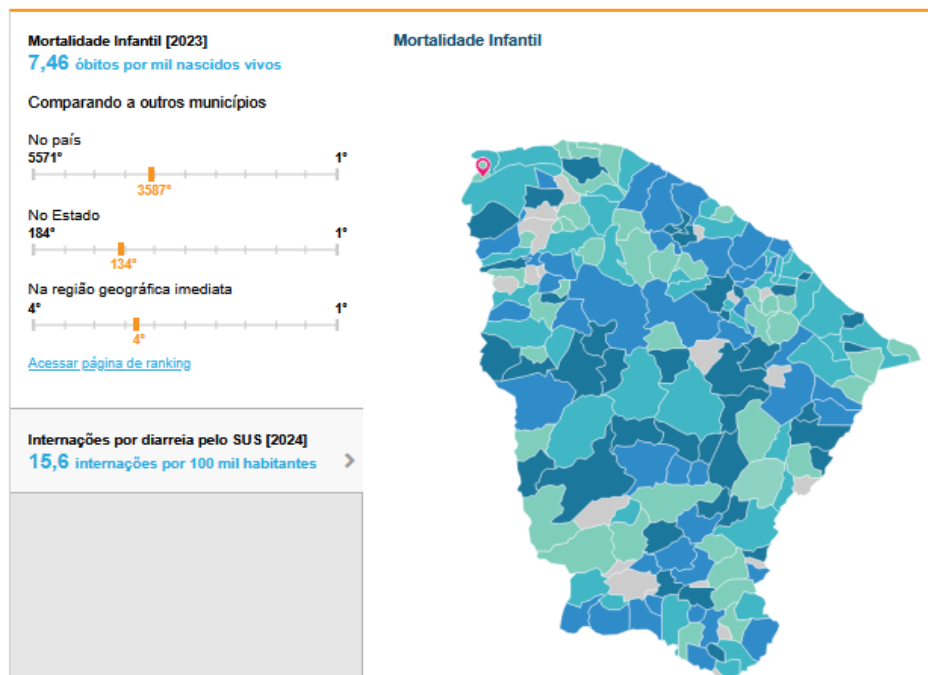 Mortalidade Infantil [2023]
7,46 óbitos por mil nascidos vivos
Comparando a outros municípios
No país
5571° 1°
3587°
No Estado
184° 1°
134°
Na região geográfica imediata
4° 1°
4°
Acessar página de ranking
Internações por diarreia pelo SUS [2024]
15,6 internações por 100 mil habitantes
Mortalidade Infantil